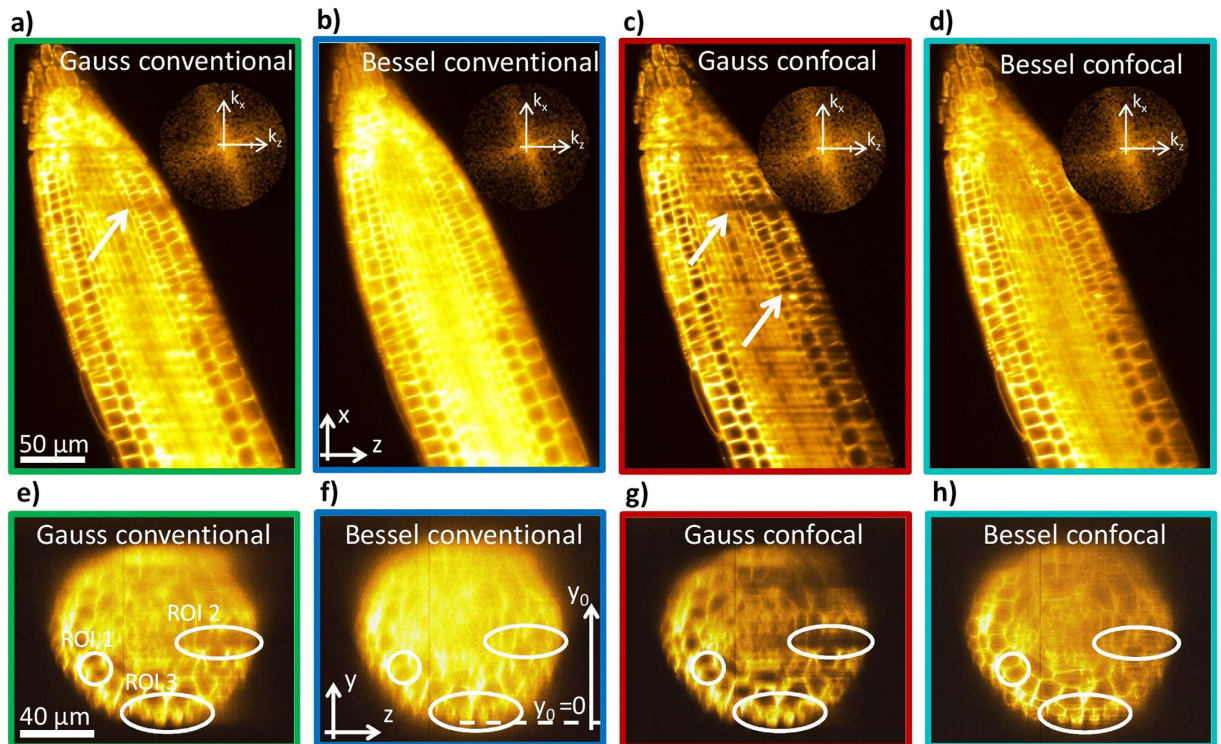 a)
b)
c)
d)
Gauss conventional
Bessel conventional
Gauss confocal
Bessel confocal
kx
kz
kx
kz
kx
kz
kx
kz
50 µm
x
z
e)
f)
g)
h)
Gauss conventional
Bessel conventional
Gauss confocal
Bessel confocal
ROI 2
ROI 1
ROI 3
40 µm
y0
y
z
y0=0